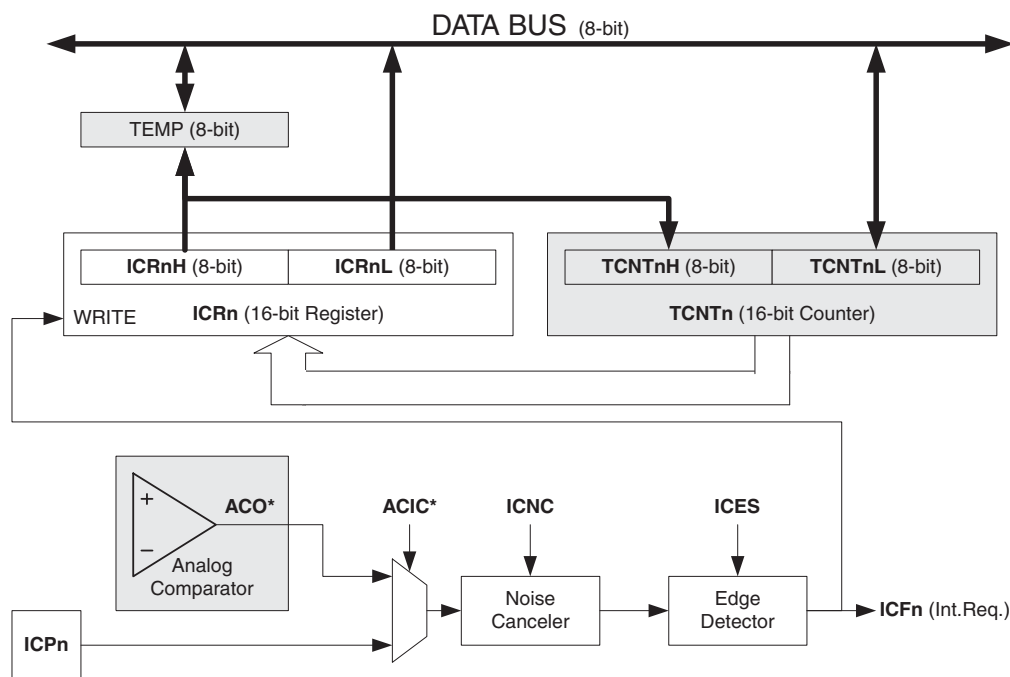 DATA BUS (8-bit)
TEMP (8-bit)
ICRnH (8-bit)
ICRnL (8-bit)
WRITE
ICRn (16-bit Register)
TCNTnH (8-bit)
TCNTnL (8-bit)
TCNTn (16-bit Counter)
+
−
ACO*
Analog
Comparator
ACIC*
ICNC
ICES
Noise
Canceler
Edge
Detector
ICFn (Int.Req.)
ICPn